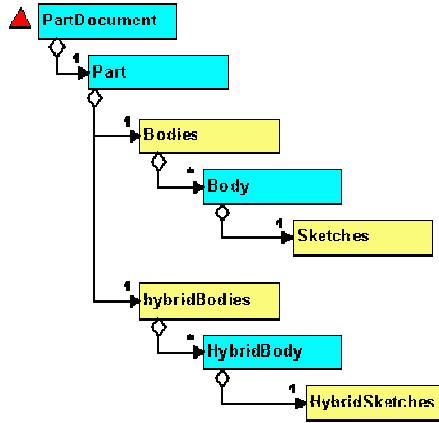 PartDocument
1
Part
1
Bodies
*
Body
1
Sketches
1
hybridBodies
*
HybridBody
1
HybridSketches